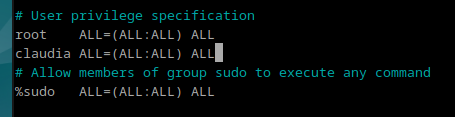 # User privilege specification
root    ALL=(ALL:ALL) ALL
claudia ALL=(ALL:ALL) ALL
# Allow members of group sudo to execute any command
%sudo   ALL=(ALL:ALL) ALL